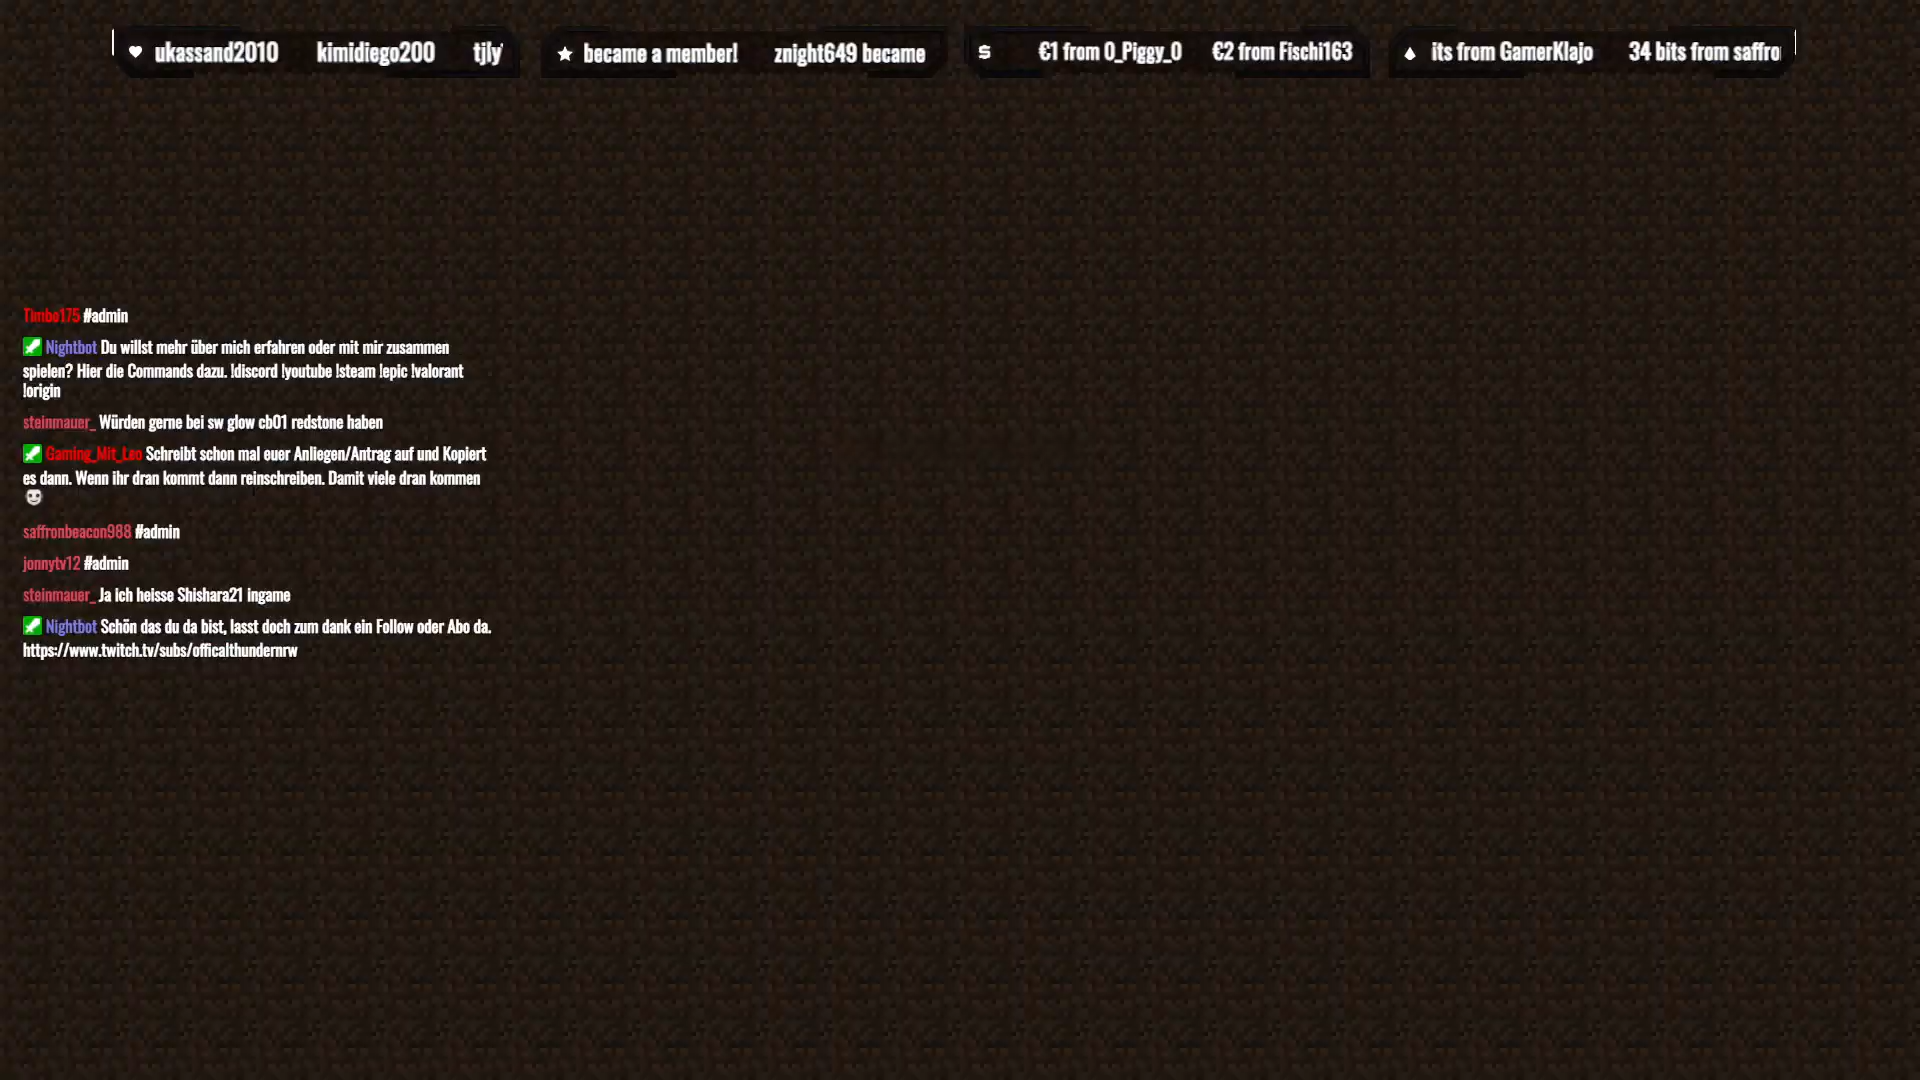 ukassand2010 kimidiego200 tjly
became a member! znight649 became
$ €1 from O_Piggy_O €2 from Fischi163
its from GamerKlajo 34 bits from saffro
Timbo175 #admin
Nightbot Du willst mehr über mich erfahren oder mit mir zusammen
spielen? Hier die Commands dazu. !discord !youtube !steam !epic !valorant
!origin
steinmauer_ Würden gerne bei sw glow cb01 redstone haben
Gaming_Mit_Leo Schreibt schon mal euer Anliegen/Antrag auf und Kopiert
es dann. Wenn ihr dran kommt dann reinschreiben. Damit viele dran kommen
saffronbeacon988 #admin
jonnytv12 #admin
steinmauer_ Ja ich heisse Shishara21 ingame
Nightbot Schön das du da bist, lasst doch zum dank ein Follow oder Abo da.
https://www.twitch.tv/subs/officalthundernrw